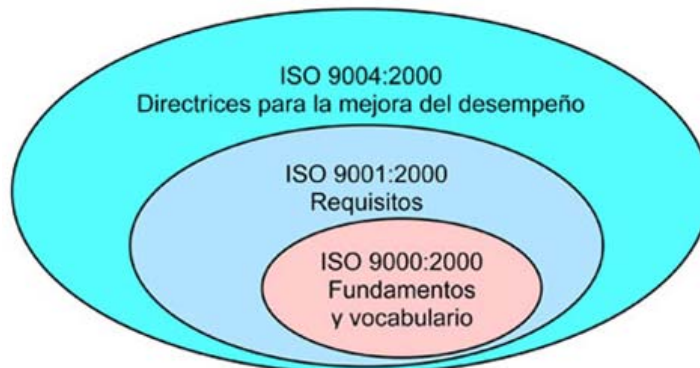 ISO 9004:2000
Directrices para la mejora del desempeño
ISO 9001:2000
Requisitos
ISO 9000:2000
Fundamentos
y vocabulario